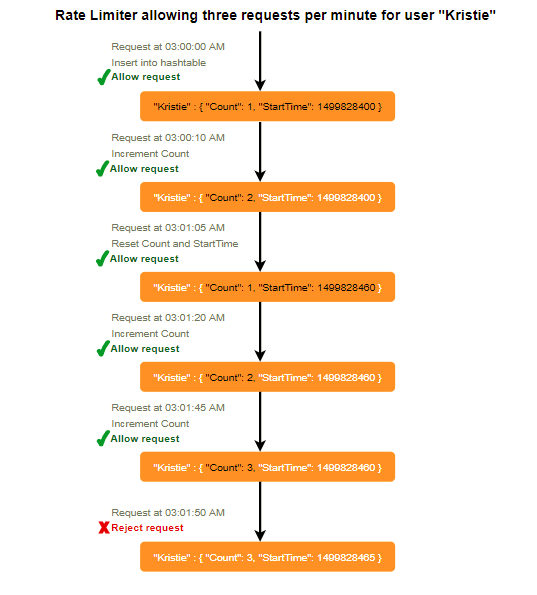 Rate Limiter allowing three requests per minute for user "Kristie"
Request at 03:00:00 AM
Insert into hashtable
Allow request
"Kristie" : { "Count": 1, "StartTime": 1499828400 }
Request at 03:00:10 AM
Increment Count
Allow request
"Kristie" : { "Count": 2, "StartTime": 1499828400 }
Request at 03:01:05 AM
Reset Count and StartTime
Allow request
"Kristie" : { "Count": 1, "StartTime": 1499828460 }
Request at 03:01:20 AM
Increment Count
Allow request
"Kristie" : { "Count": 2, "StartTime": 1499828460 }
Request at 03:01:45 AM
Increment Count
Allow request
"Kristie" : { "Count": 3, "StartTime": 1499828460 }
Request at 03:01:50 AM
Reject request
"Kristie" : { "Count": 3, "StartTime": 1499828465 }